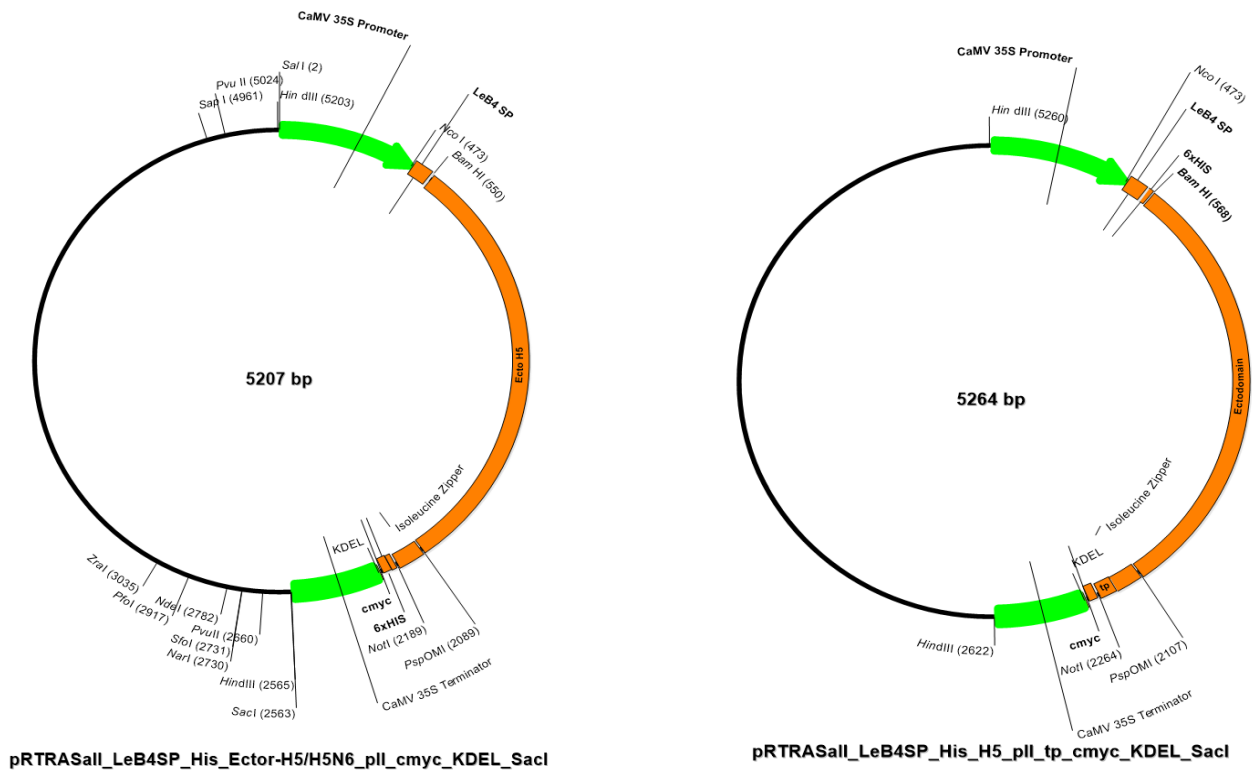 CaMV 35S Promoter
Sal I (2)
Pvu II (5024)
Sap I (4961)
Hin dIII (5203)
LeB4 SP
Nco I (473)
Bam HI (550)
Ecto H5
5207 bp
Isoleucine Zipper
KDEL
cmyc
6xHIS
NotI (2189)
PspOMI (2089)
CaMV 35S Terminator
ZraI (3035)
PfoI (2917)
NdeI (2782)
PvuII (2660)
SfoI (2731)
NarI (2730)
HindIII (2565)
SacI (2563)
pRTRASaII_LeB4SP_His_Ector-H5/H5N6_pII_cmyc_KDEL_SacI
CaMV 35S Promoter
Hin dIII (5260)
Nco I (473)
LeB4 SP
6xHIS
Bam HI (568)
Ectodomain
5264 bp
Isoleucine Zipper
KDEL
tp
cmyc
NotI (2264)
PspOMI (2107)
HindIII (2622)
CaMV 35S Terminator
pRTRASaII_LeB4SP_His_H5_pII_tp_cmyc_KDEL_SacI